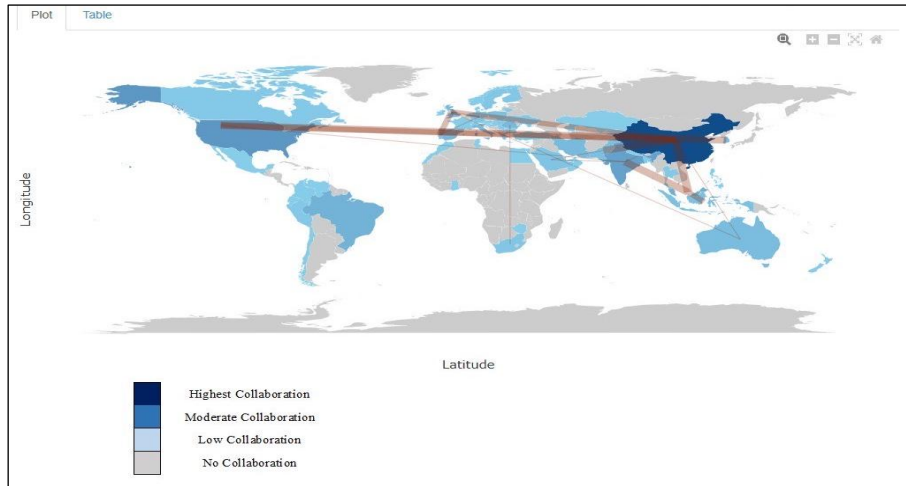 Plot Table
Longitude
Latitude
Highest Collaboration
Moderate Collaboration
Low Collaboration
No Collaboration